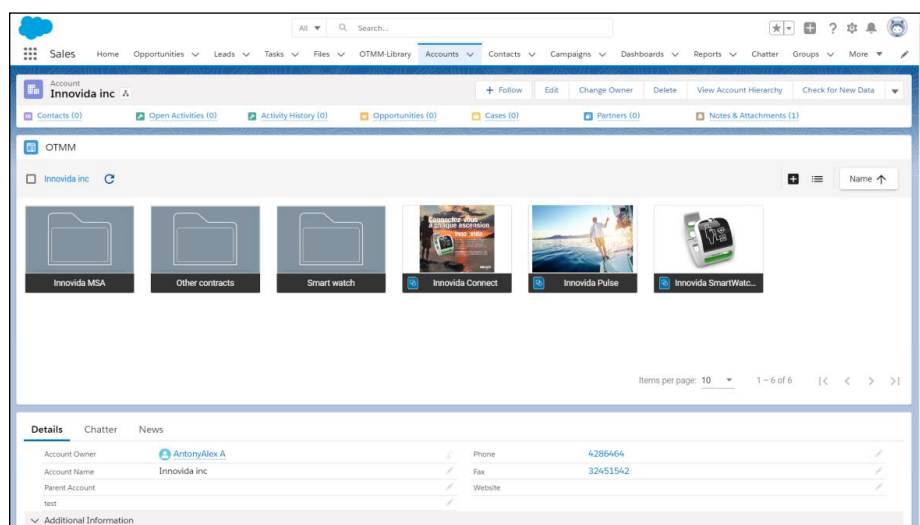 All Search...
Sales Home Opportunities Leads Tasks Files OTMM-Library Accounts Contacts Campaigns Dashboards Reports Chatter Groups More
Account
Innovida inc
+ Follow Edit Change Owner Delete View Account Hierarchy Check for New Data
Contacts (0) Open Activities (0) Activity History (0) Opportunities (0) Cases (0) Partners (0) Notes & Attachments (1)
OTMM
Innovida inc Name
Connectez-vous
à chaque ascension
Innovida MSA Other contracts Smart watch Innovida Connect Innovida Pulse Innovida SmartWatc...
Items per page: 10 1 – 6 of 6
Details Chatter News
Account Owner AntonyAlex A Phone 4286464
Account Name Innovida inc Fax 32451542
Parent Account Website
test
Additional Information